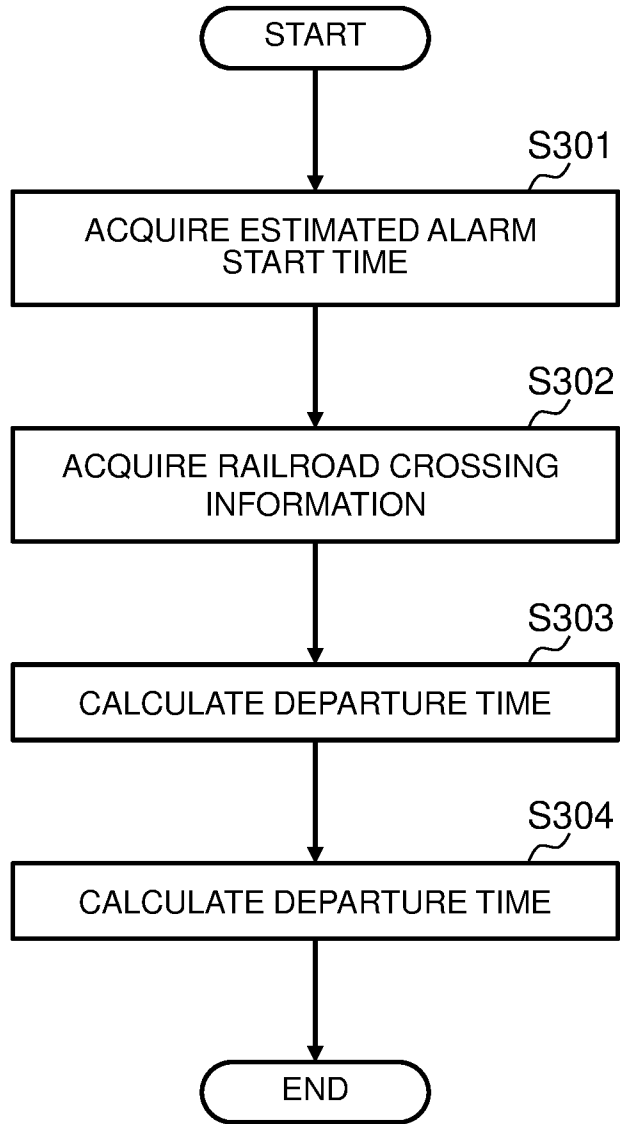 START
S301
ACQUIRE ESTIMATED ALARM
START TIME
S302
ACQUIRE RAILROAD CROSSING
INFORMATION
S303
CALCULATE DEPARTURE TIME
S304
CALCULATE DEPARTURE TIME
END